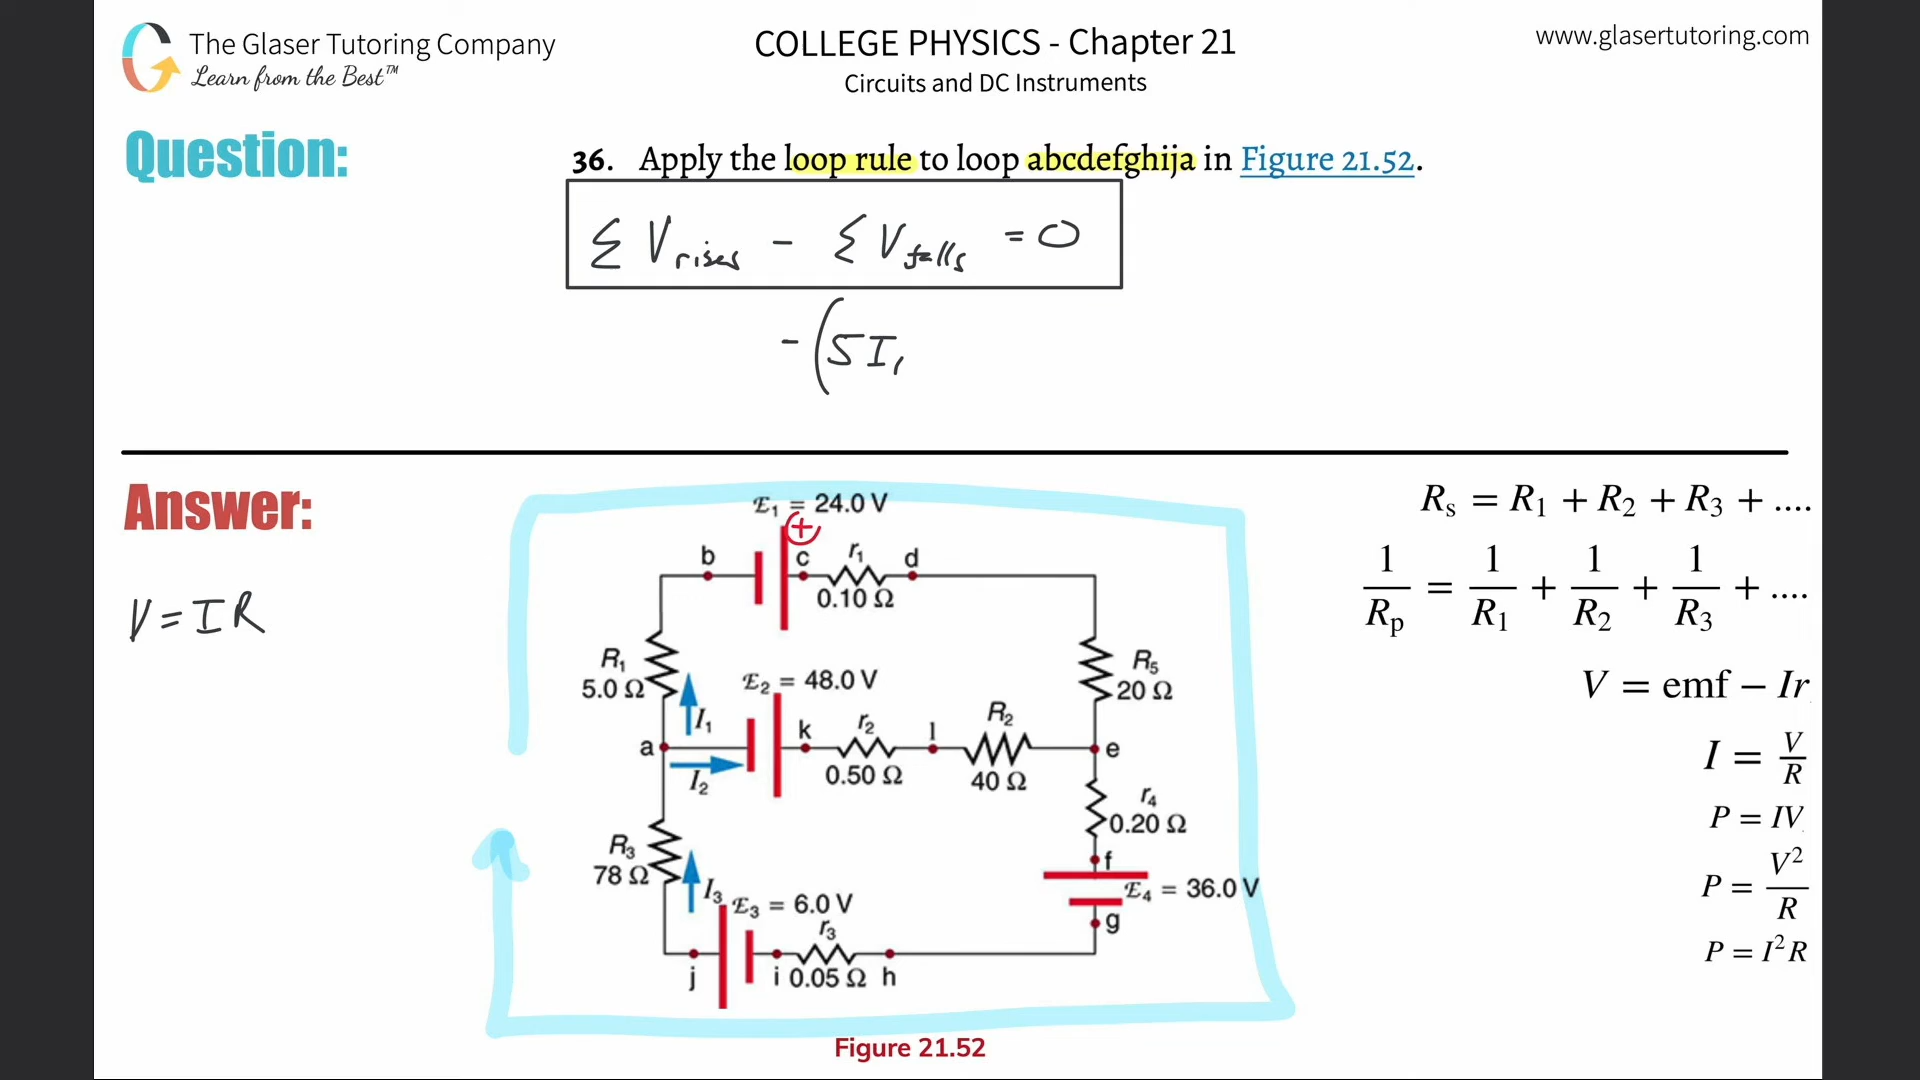 The Glaser Tutoring Company
Learn from the Best™
COLLEGE PHYSICS - Chapter 21
Circuits and DC Instruments
www.glasertutoring.com
Question:
36. Apply the loop rule to loop abcdefghija in Figure 21.52.
Σ V rises - Σ V falls = 0
- (5I₁
Answer:
V = IR
ℰ₁ = 24.0 V
+
b
c
r₁
d
0.10 Ω
R₁
5.0 Ω
I₁
ℰ₂ = 48.0 V
R₅
20 Ω
a
k
r₂
l
R₂
e
I₂
0.50 Ω
40 Ω
r₄
0.20 Ω
R₃
78 Ω
I₃
ℰ₃ = 6.0 V
f
ℰ₄ = 36.0 V
g
r₃
j
i
0.05 Ω
h
Figure 21.52
Rₛ = R₁ + R₂ + R₃ + ....
1/Rₚ = 1/R₁ + 1/R₂ + 1/R₃ + ....
V = emf − Ir
I = V/R
P = IV
P = V²/R
P = I²R